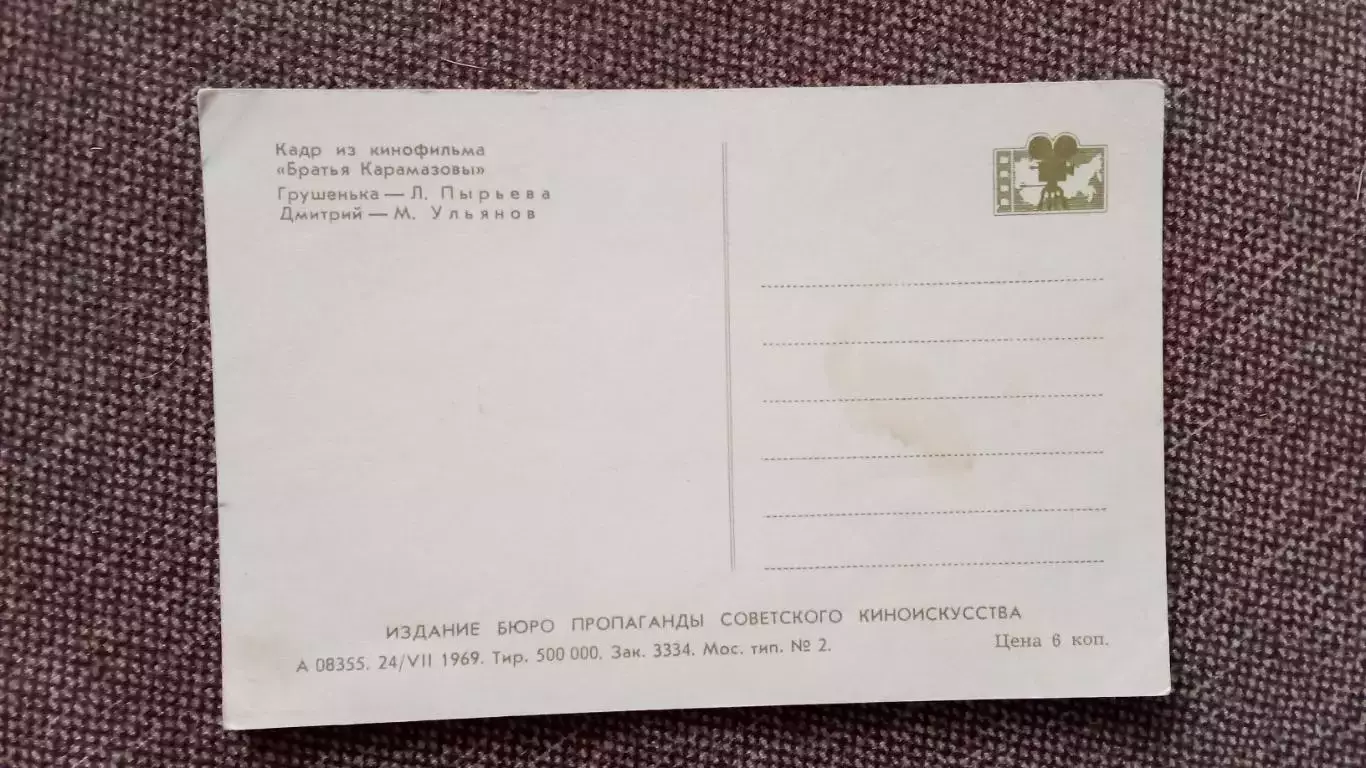 Кадр из кинофильма
«Братья Карамазовы»
Грушенька — Л. Пырьева
Дмитрий — М. Ульянов
ИЗДАНИЕ БЮРО ПРОПАГАНДЫ СОВЕТСКОГО КИНОИСКУССТВА
А 08355. 24/VII 1969. Тир. 500 000. Зак. 3334. Мос. тип. № 2.
Цена 6 коп.